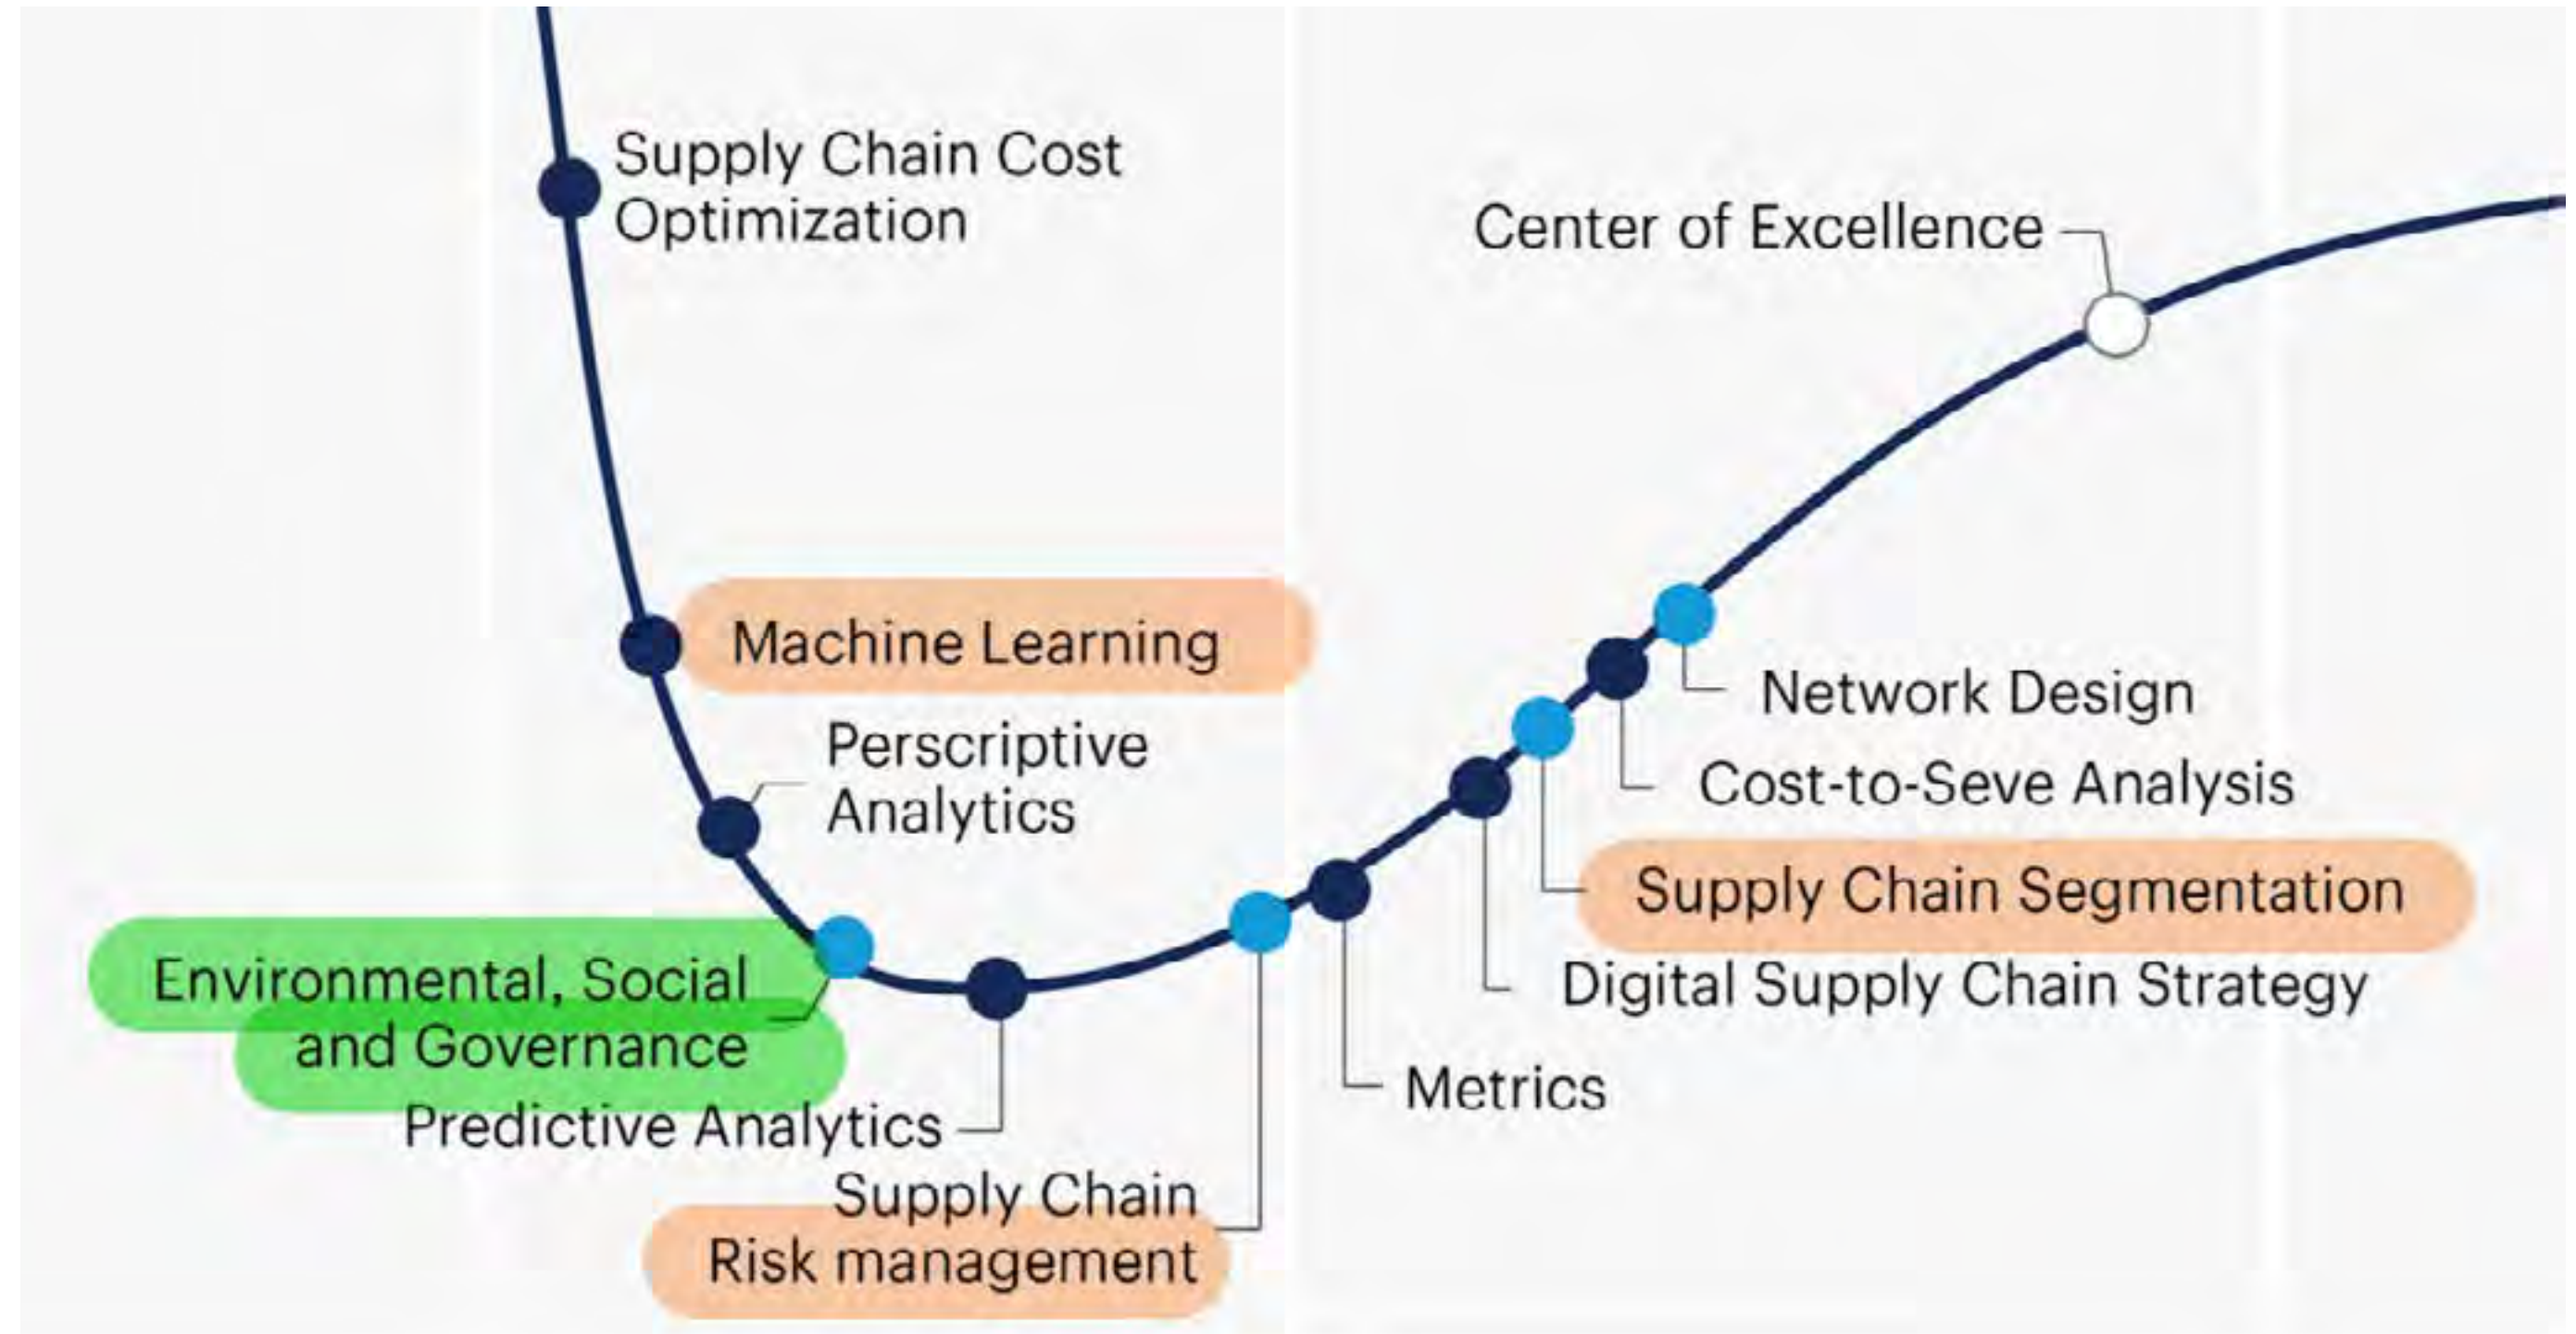 Supply Chain Cost
Optimization
Center of Excellence
Machine Learning
Network Design
Perscriptive
Analytics
Cost-to-Seve Analysis
Supply Chain Segmentation
Environmental, Social
and Governance
Digital Supply Chain Strategy
Metrics
Predictive Analytics
Supply Chain
Risk management